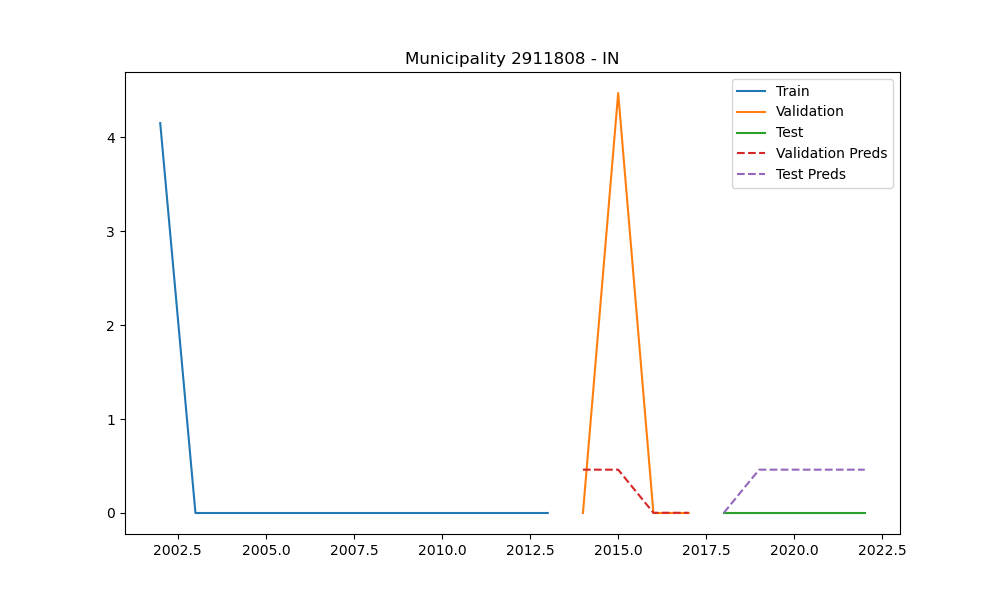 Municipality 2911808 - IN
Train
Validation
Test
Validation Preds
Test Preds
4
3
2
1
0
2002.5 2005.0 2007.5 2010.0 2012.5 2015.0 2017.5 2020.0 2022.5